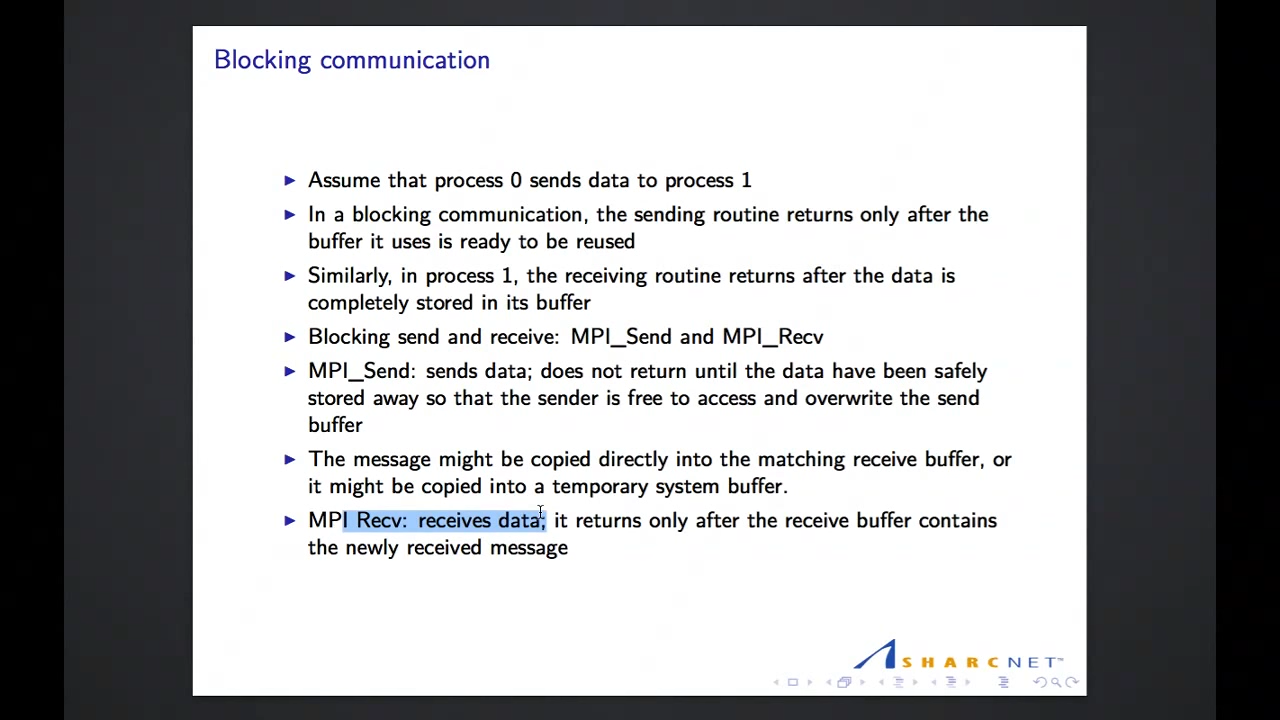 Blocking communication
Assume that process 0 sends data to process 1
In a blocking communication, the sending routine returns only after the
buffer it uses is ready to be reused
Similarly, in process 1, the receiving routine returns after the data is
completely stored in its buffer
Blocking send and receive: MPI_Send and MPI_Recv
MPI_Send: sends data; does not return until the data have been safely
stored away so that the sender is free to access and overwrite the send
buffer
The message might be copied directly into the matching receive buffer, or
it might be copied into a temporary system buffer.
MPI Recv: receives data; it returns only after the receive buffer contains
the newly received message
SHARCNET™